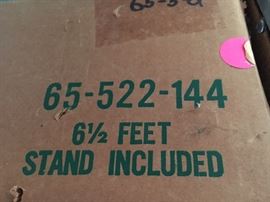 65-522-144
6½ FEET
STAND INCLUDED